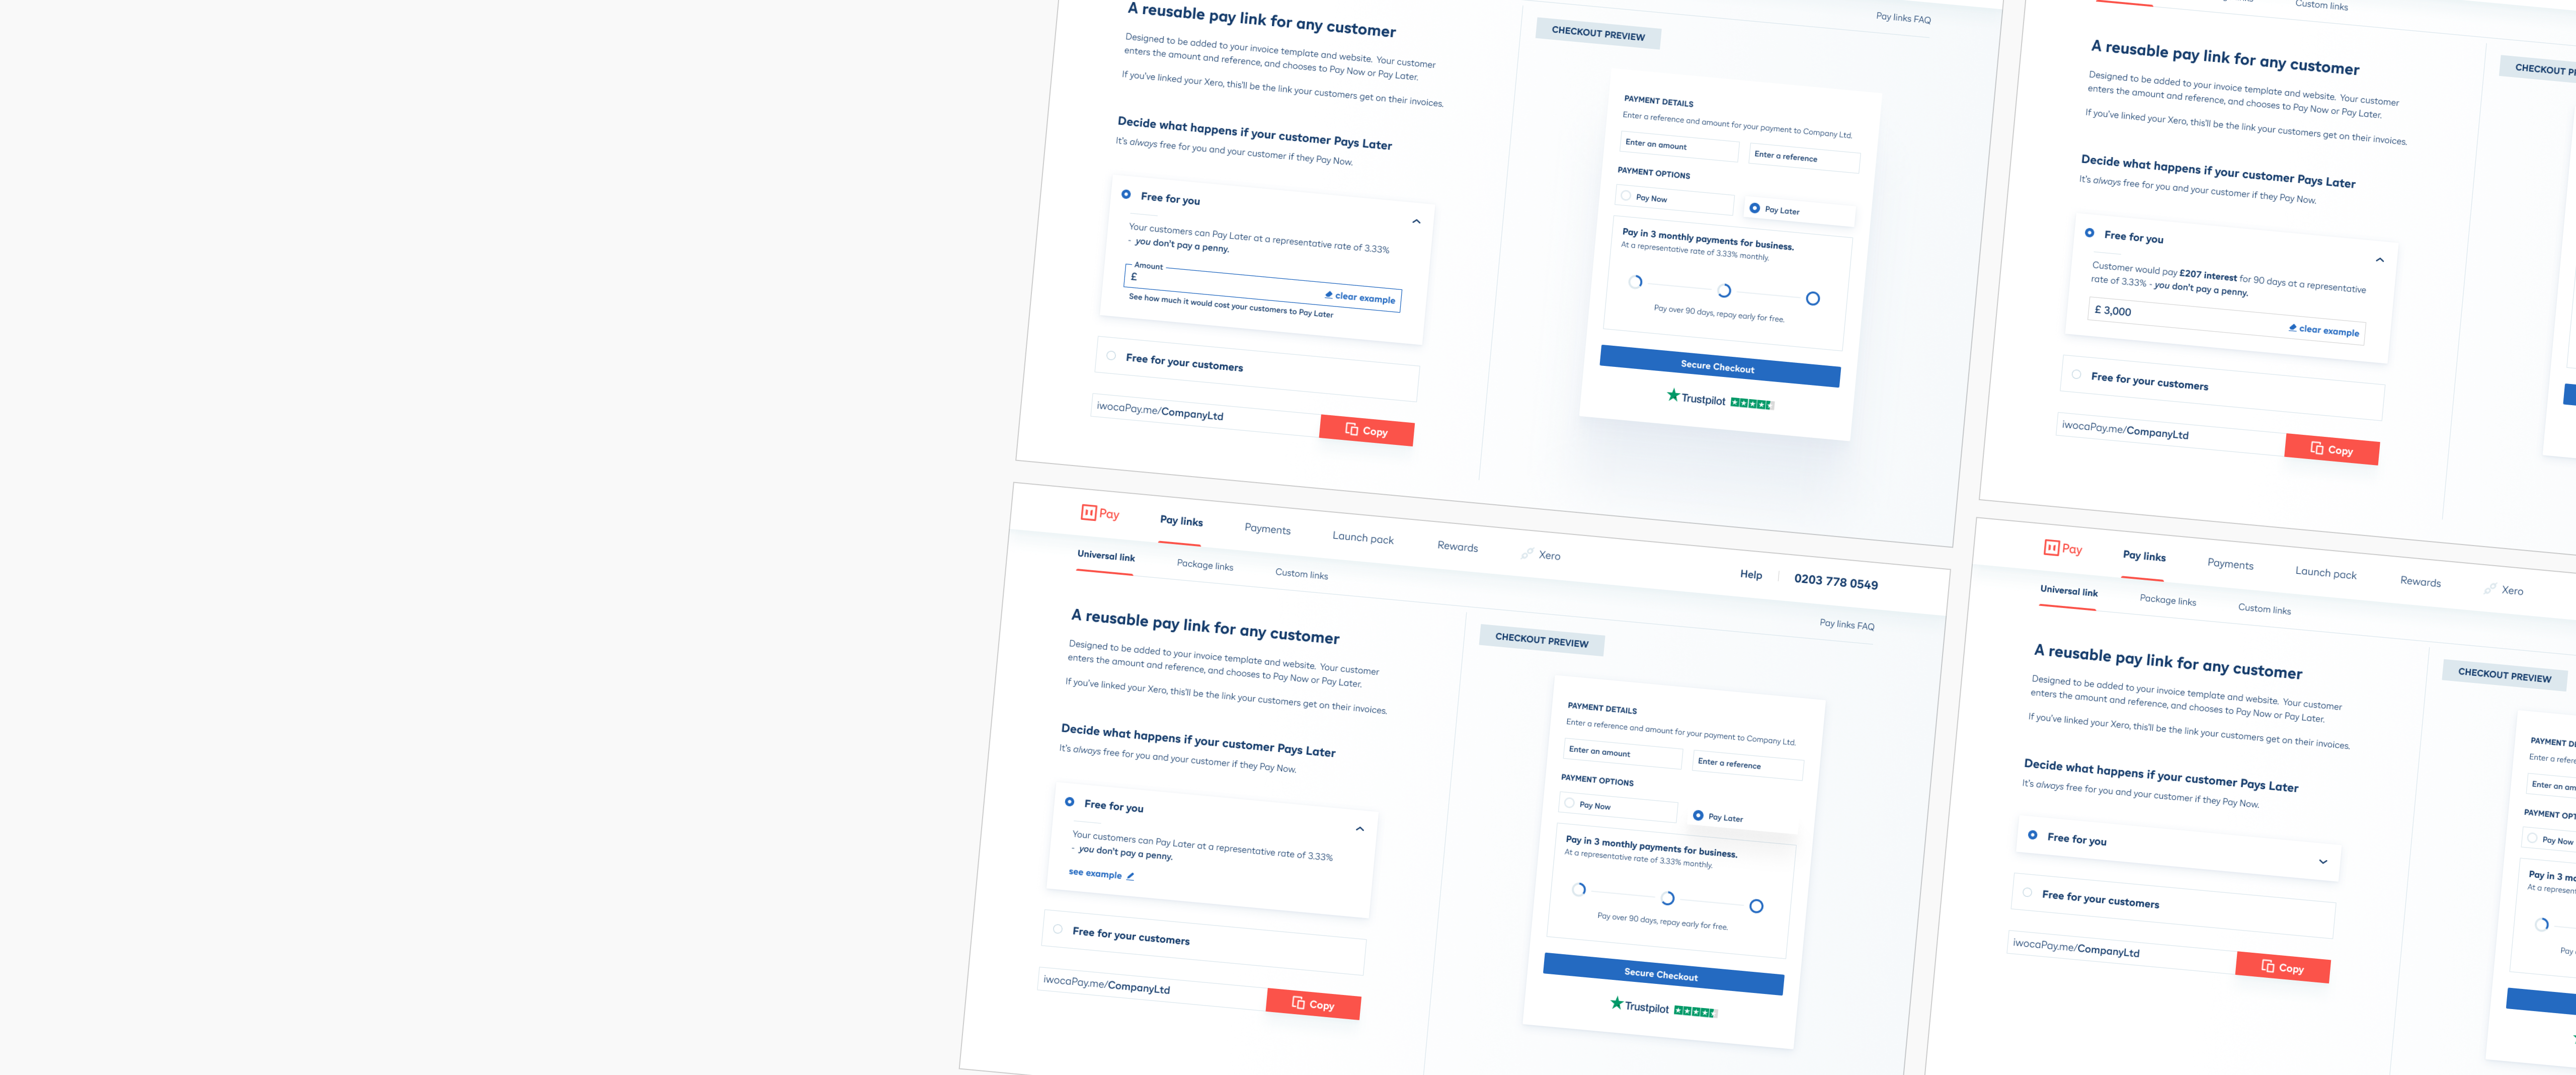 Pay links FAQ
A reusable pay link for any customer
Designed to be added to your invoice template and website. Your customer
enters the amount and reference, and chooses to Pay Now or Pay Later.
If you've linked your Xero, this'll be the link your customers get on their invoices.
Decide what happens if your customer Pays Later
It's always free for you and your customer if they Pay Now.
Free for you
Your customers can Pay Later at a representative rate of 3.33%
- you don't pay a penny.
Amount
£
clear example
See how much it would cost your customers to Pay Later
Free for your customers
iwocaPay.me/CompanyLtd
Copy
CHECKOUT PREVIEW
PAYMENT DETAILS
Enter a reference and amount for your payment to Company Ltd.
Enter an amount
Enter a reference
PAYMENT OPTIONS
Pay Now
Pay Later
Pay in 3 monthly payments for business.
At a representative rate of 3.33% monthly.
Pay over 90 days, repay early for free.
Secure Checkout
Trustpilot
Custom links
A reusable pay link for any customer
Designed to be added to your invoice template and website. Your customer
enters the amount and reference, and chooses to Pay Now or Pay Later.
If you've linked your Xero, this'll be the link your customers get on their invoices.
Decide what happens if your customer Pays Later
It's always free for you and your customer if they Pay Now.
Free for you
Customer would pay £207 interest for 90 days at a representative
rate of 3.33% - you don't pay a penny.
£ 3,000
clear example
Free for your customers
iwocaPay.me/CompanyLtd
Copy
CHECKOUT
Pay
Pay links
Payments
Launch pack
Rewards
Xero
Help
0203 778 0549
Universal link
Package links
Custom links
Pay links FAQ
A reusable pay link for any customer
Designed to be added to your invoice template and website. Your customer
enters the amount and reference, and chooses to Pay Now or Pay Later.
If you've linked your Xero, this'll be the link your customers get on their invoices.
Decide what happens if your customer Pays Later
It's always free for you and your customer if they Pay Now.
Free for you
Your customers can Pay Later at a representative rate of 3.33%
- you don't pay a penny.
see example
Free for your customers
iwocaPay.me/CompanyLtd
Copy
CHECKOUT PREVIEW
PAYMENT DETAILS
Enter a reference and amount for your payment to Company Ltd.
Enter an amount
Enter a reference
PAYMENT OPTIONS
Pay Now
Pay Later
Pay in 3 monthly payments for business.
At a representative rate of 3.33% monthly.
Pay over 90 days, repay early for free.
Secure Checkout
Trustpilot
Pay
Pay links
Payments
Launch pack
Rewards
Xero
Universal link
Package links
Custom links
A reusable pay link for any customer
Designed to be added to your invoice template and website. Your customer
enters the amount and reference, and chooses to Pay Now or Pay Later.
If you've linked your Xero, this'll be the link your customers get on their invoices.
Decide what happens if your customer Pays Later
It's always free for you and your customer if they Pay Now.
Free for you
Free for your customers
iwocaPay.me/CompanyLtd
Copy
CHECKOUT PREVIEW
PAYMENT
Enter a
Enter an
PAYMENT
Pay Now
Pay in 3
At a
Pay